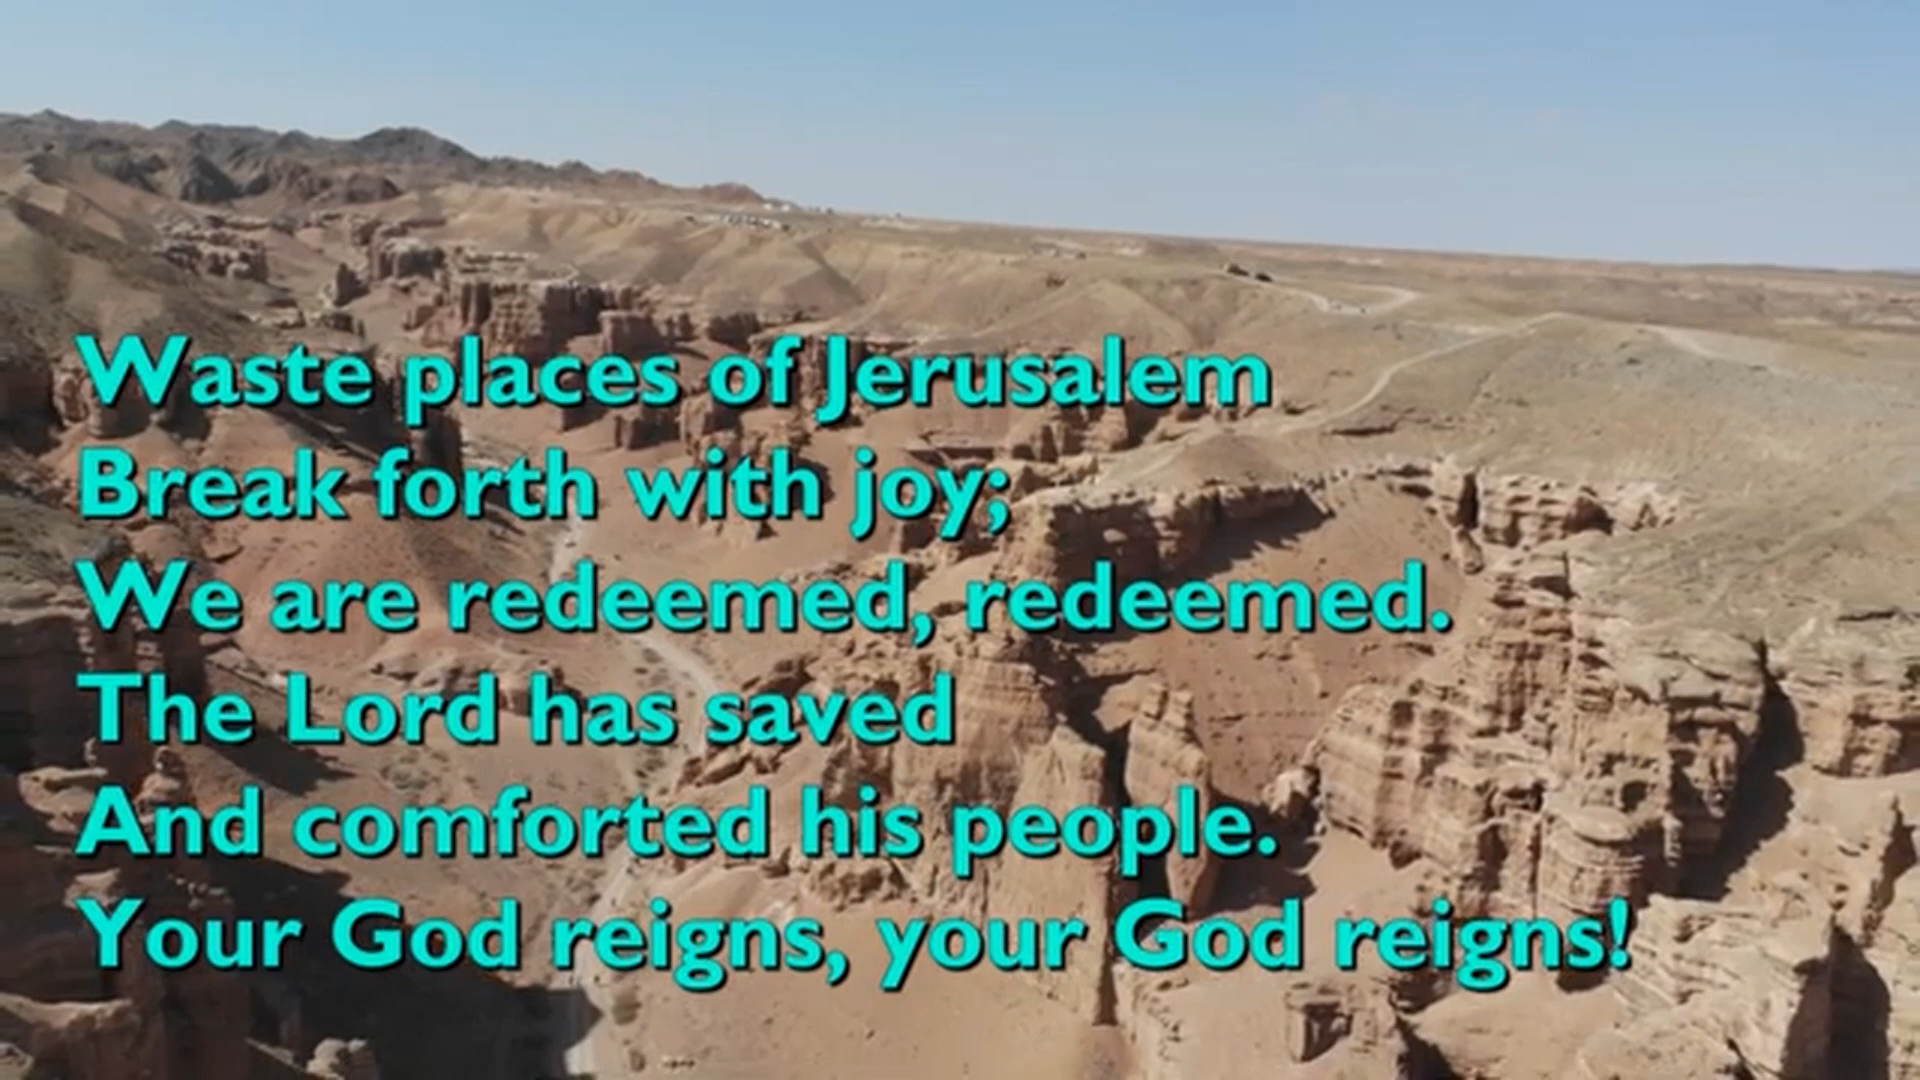 Waste places of Jerusalem
Break forth with joy;
We are redeemed, redeemed.
The Lord has saved
And comforted his people.
Your God reigns, your God reigns!